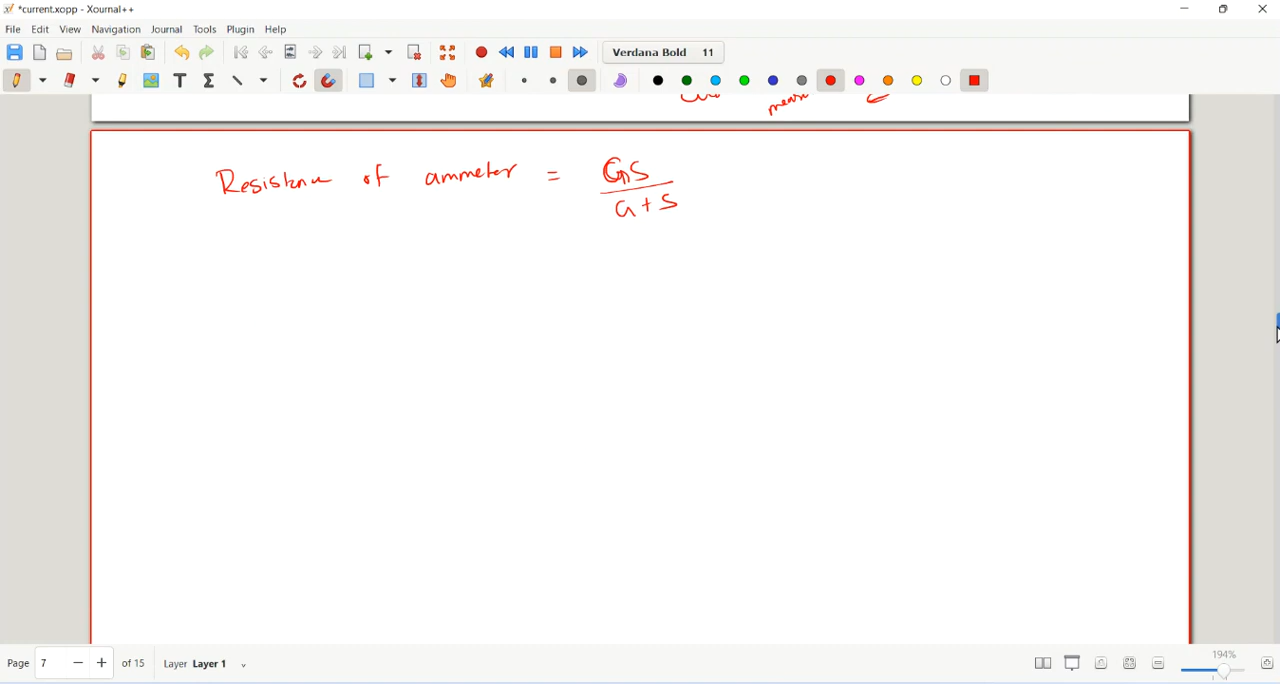 *current.xopp - Xournal++
File Edit View Navigation Journal Tools Plugin Help
Verdana Bold 11
mense
Resistance of ammeter = GS
G+S
Page 7 of 15 Layer Layer 1 194%